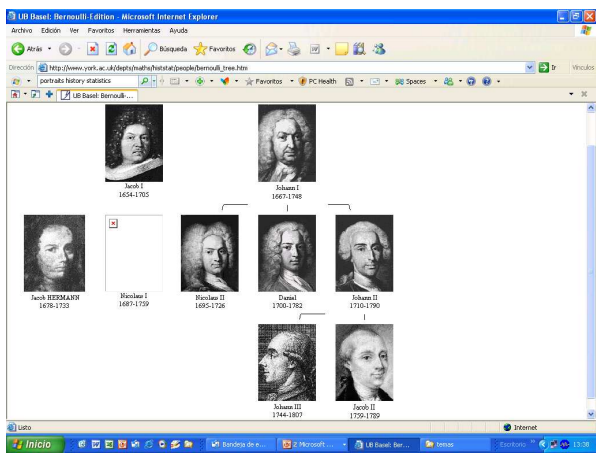 UB Basel: Bernoulli-Edition - Microsoft Internet Explorer
Archivo Edición Ver Favoritos Herramientas Ayuda
Atrás Búsqueda Favoritos
Dirección http://www.york.ac.uk/depts/maths/histstat/people/bernoulli_tree.htm Ir Vínculos
portraits history statistics Favoritos PC Health Spaces
UB Basel: Bernoulli-...
Jacob I
1654-1705
Johann I
1667-1748
Jacob HERMANN
1678-1733
Nicolaus I
1687-1759
Nicolaus II
1695-1726
Daniel
1700-1782
Johann II
1710-1790
Johann III
1744-1807
Jacob II
1759-1789
Listo Internet
Inicio Bandeja de e... 2 Microsoft ... UB Basel: Ber... temas Escritorio 13:38